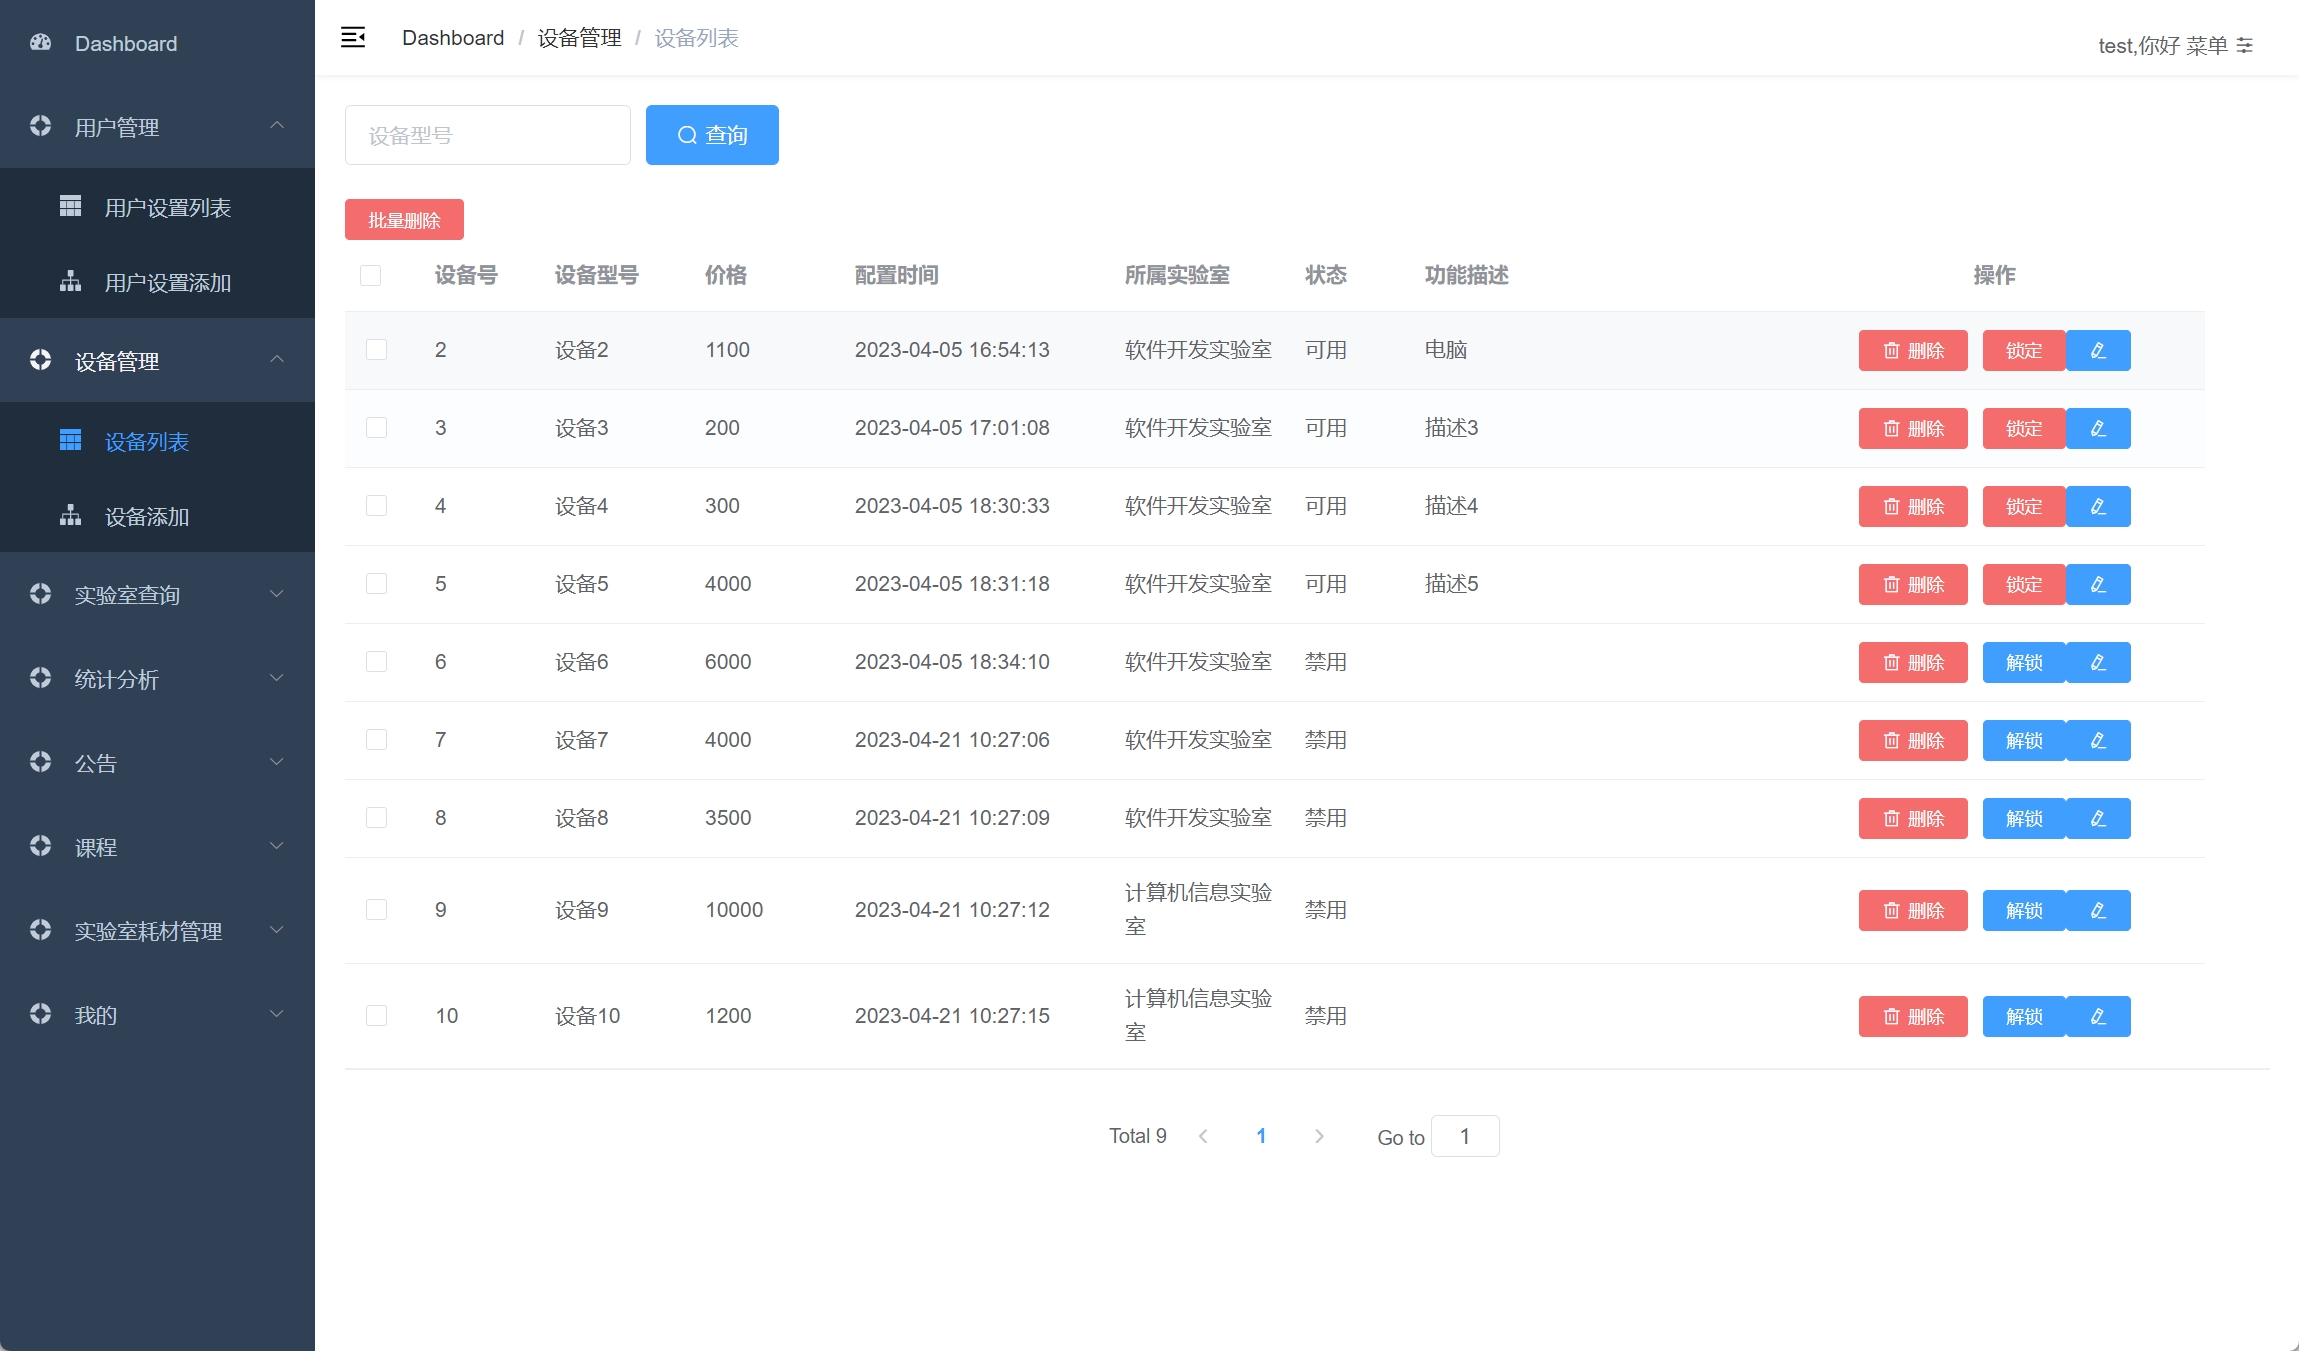 Dashboard
用户管理
用户设置列表
用户设置添加
设备管理
设备列表
设备添加
实验室查询
统计分析
公告
课程
实验室耗材管理
我的
Dashboard / 设备管理 / 设备列表
test,你好 菜单
设备型号
查询
批量删除
设备号 设备型号 价格 配置时间 所属实验室 状态 功能描述 操作
2 设备2 1100 2023-04-05 16:54:13 软件开发实验室 可用 电脑 删除 锁定
3 设备3 200 2023-04-05 17:01:08 软件开发实验室 可用 描述3 删除 锁定
4 设备4 300 2023-04-05 18:30:33 软件开发实验室 可用 描述4 删除 锁定
5 设备5 4000 2023-04-05 18:31:18 软件开发实验室 可用 描述5 删除 锁定
6 设备6 6000 2023-04-05 18:34:10 软件开发实验室 禁用 删除 解锁
7 设备7 4000 2023-04-21 10:27:06 软件开发实验室 禁用 删除 解锁
8 设备8 3500 2023-04-21 10:27:09 软件开发实验室 禁用 删除 解锁
9 设备9 10000 2023-04-21 10:27:12 计算机信息实验室 禁用 删除 解锁
10 设备10 1200 2023-04-21 10:27:15 计算机信息实验室 禁用 删除 解锁
Total 9 1 Go to 1